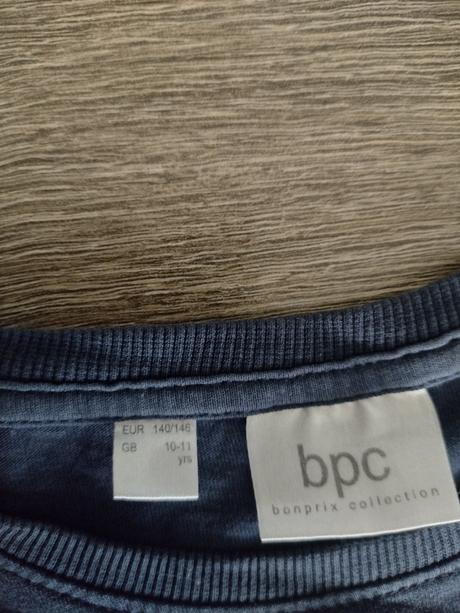 EUR 140/146
GB 10-11
yrs
bpc
bonprix collection